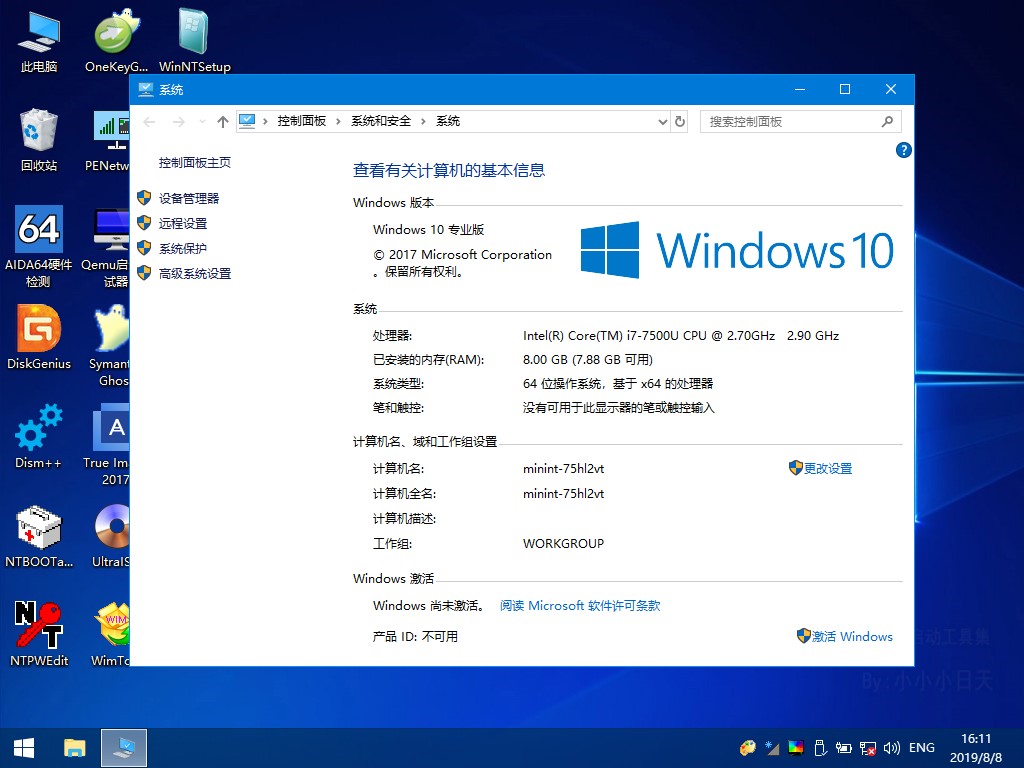 此电脑
OneKeyG...
WinNTSetup
回收站
PENetw
AIDA64硬件
检测
64
Qemu启
试器
DiskGenius
Symant
Ghos
Dism++
True Ima
2017
A
NTBOOTa...
UltraIS
NTPWEdit
WimTo
WIM
系统
控制面板 › 系统和安全 › 系统
搜索控制面板
控制面板主页
设备管理器
远程设置
系统保护
高级系统设置
查看有关计算机的基本信息
Windows 版本
Windows 10 专业版
© 2017 Microsoft Corporation
。保留所有权利。
Windows 10
系统
处理器: Intel(R) Core(TM) i7-7500U CPU @ 2.70GHz 2.90 GHz
已安装的内存(RAM): 8.00 GB (7.88 GB 可用)
系统类型: 64 位操作系统，基于 x64 的处理器
笔和触控: 没有可用于此显示器的笔或触控输入
计算机名、域和工作组设置
计算机名: minint-75hl2vt 更改设置
计算机全名: minint-75hl2vt
计算机描述:
工作组: WORKGROUP
Windows 激活
Windows 尚未激活。 阅读 Microsoft 软件许可条款
产品 ID: 不可用 激活 Windows
动工具集
By: 小小小日天
ENG
16:11
2019/8/8